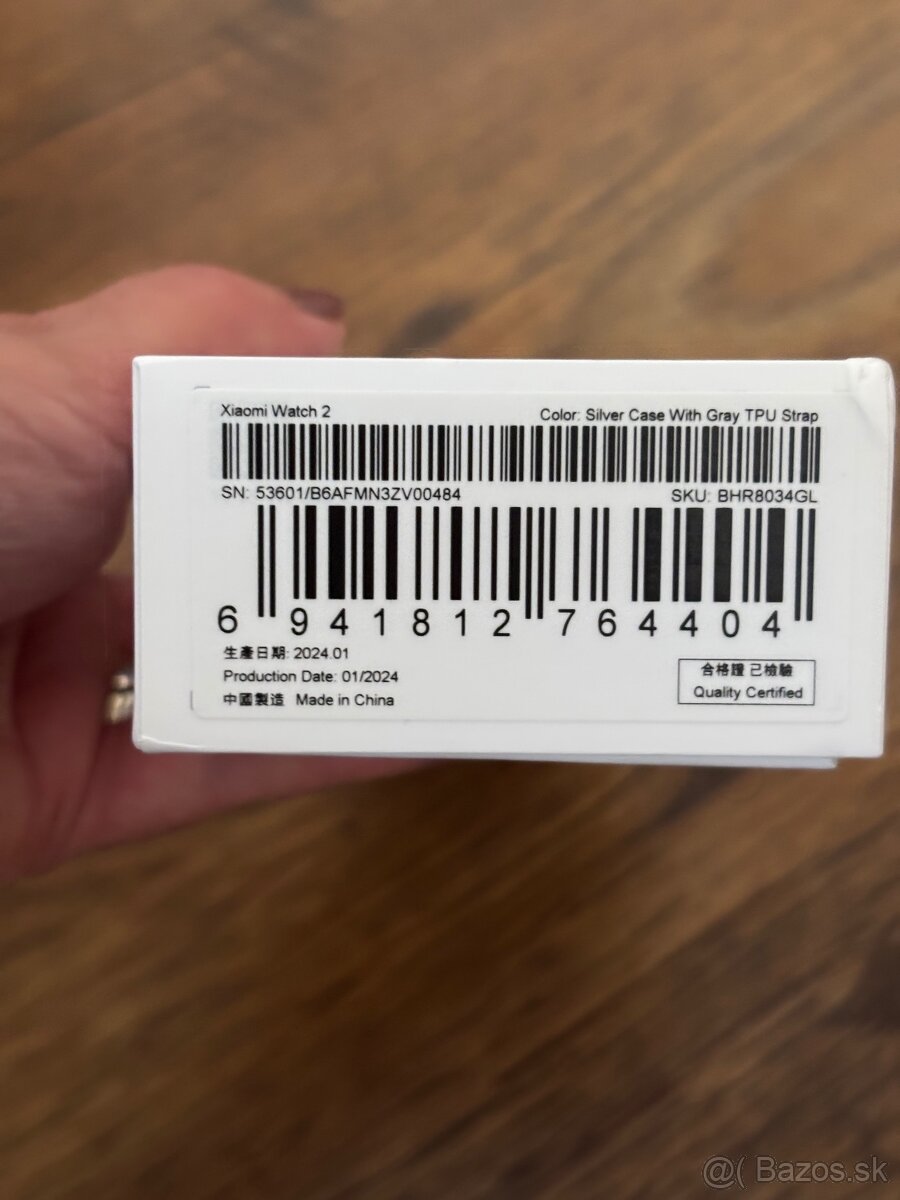 Xiaomi Watch 2
Color: Silver Case With Gray TPU Strap
SN: 53601/B6AFMN3ZV00484
SKU: BHR8034GL
6 941812 764404
生產日期: 2024.01
Production Date: 01/2024
中國製造 Made in China
合格證 已檢驗
Quality Certified
@( Bazos.sk